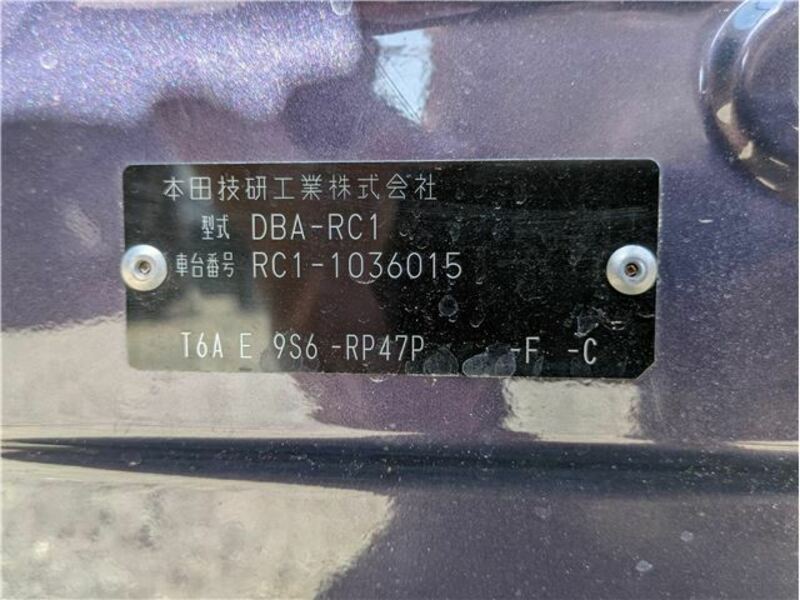 本田技研工業株式会社
型式 DBA-RC1
車台番号 RC1-1036015
T6A E 9S6 -RP47P -F -C